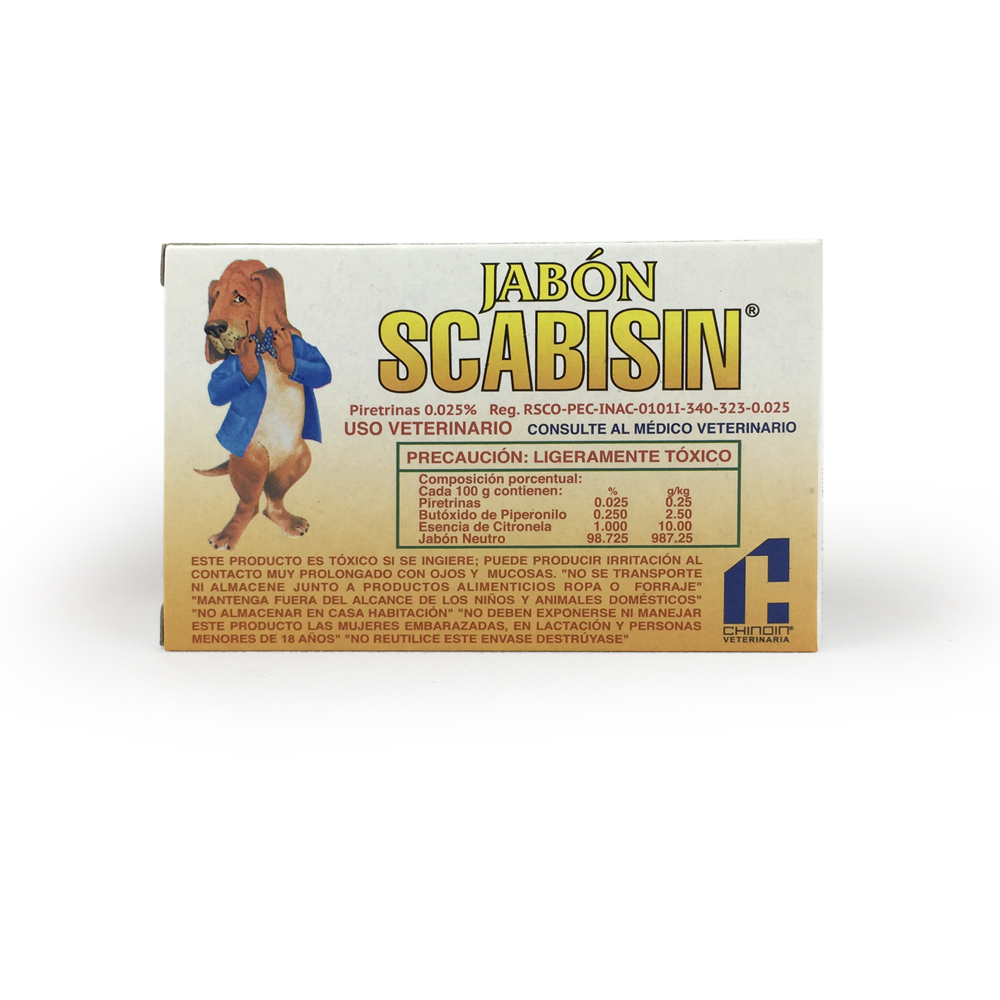 JABÓN
SCABISIN®
Piretrinas 0.025% Reg. RSCO-PEC-INAC-0101I-340-323-0.025
USO VETERINARIO CONSULTE AL MÉDICO VETERINARIO
PRECAUCIÓN: LIGERAMENTE TÓXICO
Composición porcentual:
Cada 100 g contienen: % g/kg
Piretrinas 0.025 0.25
Butóxido de Piperonilo 0.250 2.50
Esencia de Citronela 1.000 10.00
Jabón Neutro 98.725 987.25
ESTE PRODUCTO ES TÓXICO SI SE INGIERE; PUEDE PRODUCIR IRRITACIÓN AL
CONTACTO MUY PROLONGADO CON OJOS Y MUCOSAS. "NO SE TRANSPORTE
NI ALMACENE JUNTO A PRODUCTOS ALIMENTICIOS ROPA O FORRAJE"
"MANTENGA FUERA DEL ALCANCE DE LOS NIÑOS Y ANIMALES DOMÉSTICOS"
"NO ALMACENAR EN CASA HABITACIÓN" "NO DEBEN EXPONERSE NI MANEJAR
ESTE PRODUCTO LAS MUJERES EMBARAZADAS, EN LACTACIÓN Y PERSONAS
MENORES DE 18 AÑOS" "NO REUTILICE ESTE ENVASE DESTRÚYASE"
CHINOIN®
VETERINARIA